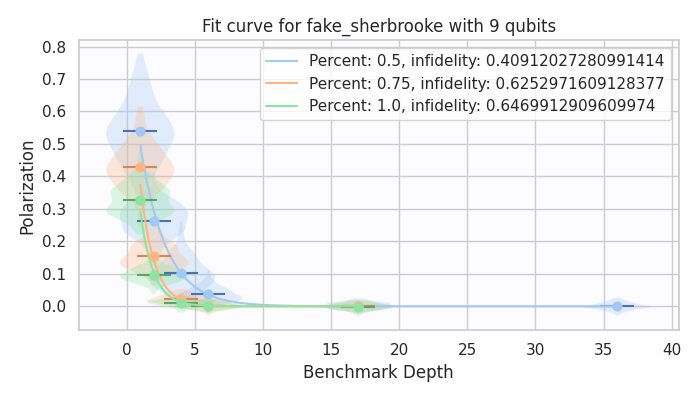 Fit curve for fake_sherbrooke with 9 qubits
Percent: 0.5, infidelity: 0.40912027280991414
Percent: 0.75, infidelity: 0.6252971609128377
Percent: 1.0, infidelity: 0.6469912909609974
Polarization
0.8
0.7
0.6
0.5
0.4
0.3
0.2
0.1
0.0
0 5 10 15 20 25 30 35 40
Benchmark Depth